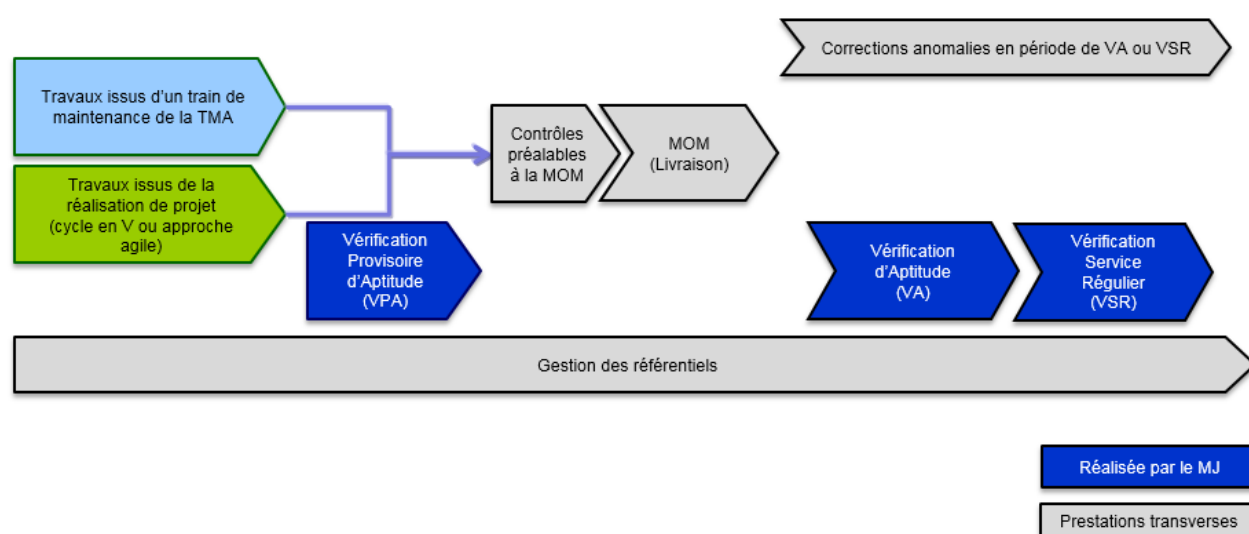 Corrections anomalies en période de VA ou VSR
Travaux issus d'un train de
maintenance de la TMA
Contrôles
préalables
à la MOM
MOM
(Livraison)
Travaux issus de la
réalisation de projet
(cycle en V ou approche
agile)
Vérification
Provisoire
d'Aptitude
(VPA)
Vérification
d'Aptitude
(VA)
Vérification
Service
Régulier
(VSR)
Gestion des référentiels
Réalisée par le MJ
Prestations transverses